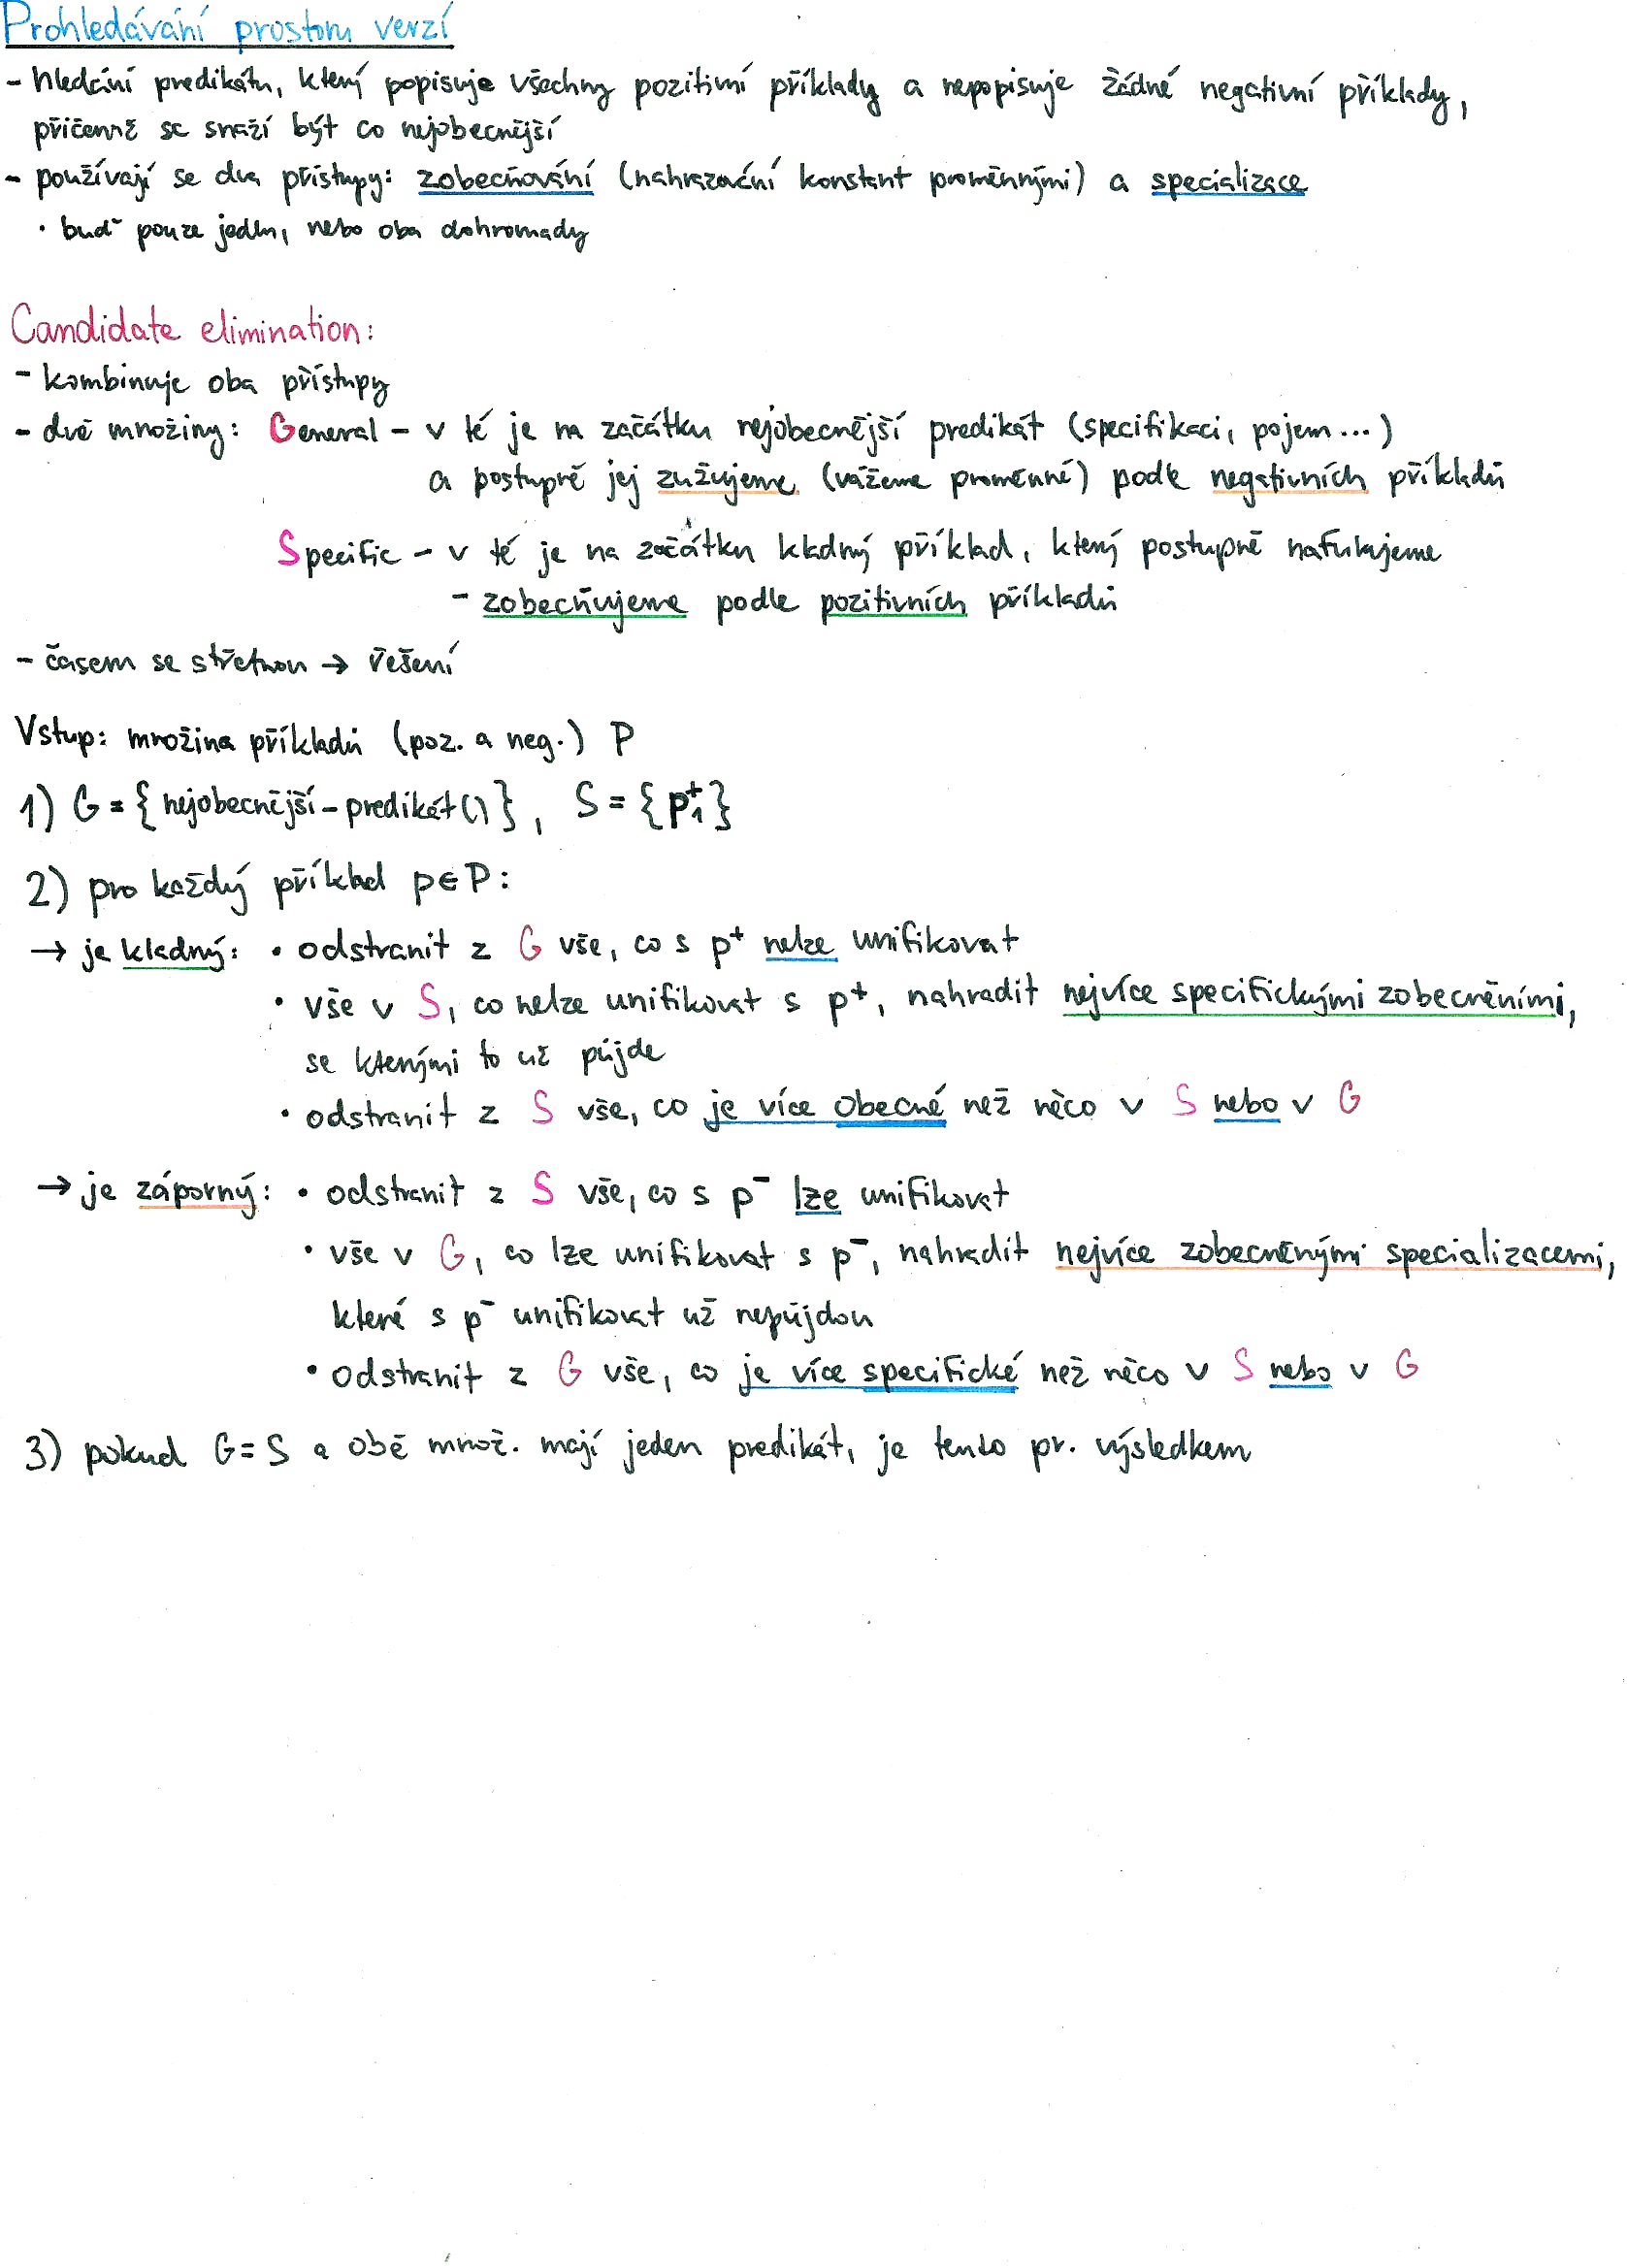 Prohledávání prostoru verzí
- hledání predikátu, který popisuje všechny pozitivní příklady a nepopisuje žádné negativní příklady,
přičemž se snaží být co nejobecnější
- používají se dva přístupy: zobecňování (nahrazování konstant proměnnými) a specializace
• buď pouze jednu, nebo oba dohromady
Candidate elimination:
- kombinuje oba přístupy
- dvě množiny: General - v té je na začátku nejobecnější predikát (specifikaci, pojem...)
a postupně jej zužujeme (vážeme proměnné) podle negativních příkladů
Specific - v té je na začátku kladný příklad, který postupně nafukujeme
- zobecňujeme podle pozitivních příkladů
- časem se střetnou → řešení
Vstup: množina příkladů (poz. a neg.) P
1) G = { nejobecnější-predikát() }, S = { p₁⁺ }
2) pro každý příklad p∈P:
→ je kladný: • odstranit z G vše, co s p⁺ nelze unifikovat
• vše v S, co nelze unifikovat s p⁺, nahradit nejvíce specifickými zobecněními,
se kterými to už půjde
• odstranit z S vše, co je více obecné než něco v S nebo v G
→ je záporný: • odstranit z S vše, co s p⁻ lze unifikovat
• vše v G, co lze unifikovat s p⁻, nahradit nejvíce zobecněnými specializacemi,
které s p⁻ unifikovat už nepůjdou
• odstranit z G vše, co je více specifické než něco v S nebo v G
3) pokud G=S a obě množ. mají jeden predikát, je tento pr. výsledkem